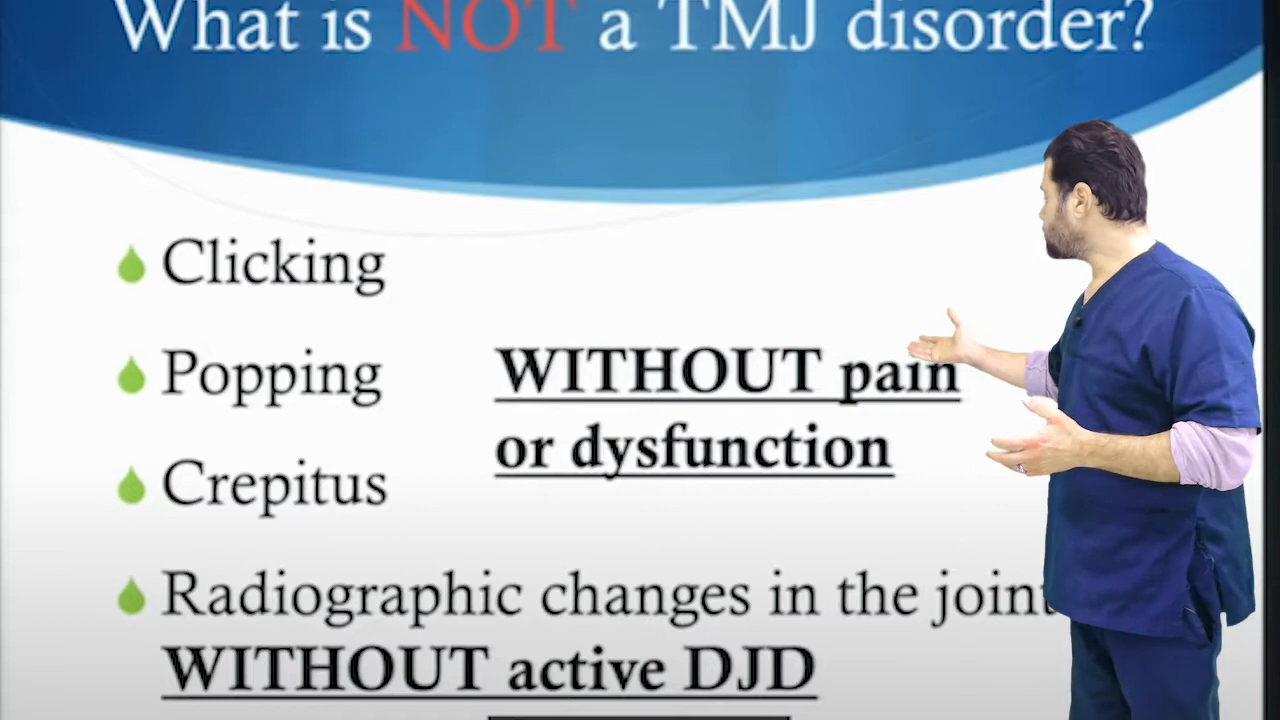 What is NOT a TMJ disorder?
Clicking
Popping
WITHOUT pain
or dysfunction
Crepitus
Radiographic changes in the joint
WITHOUT active DJD